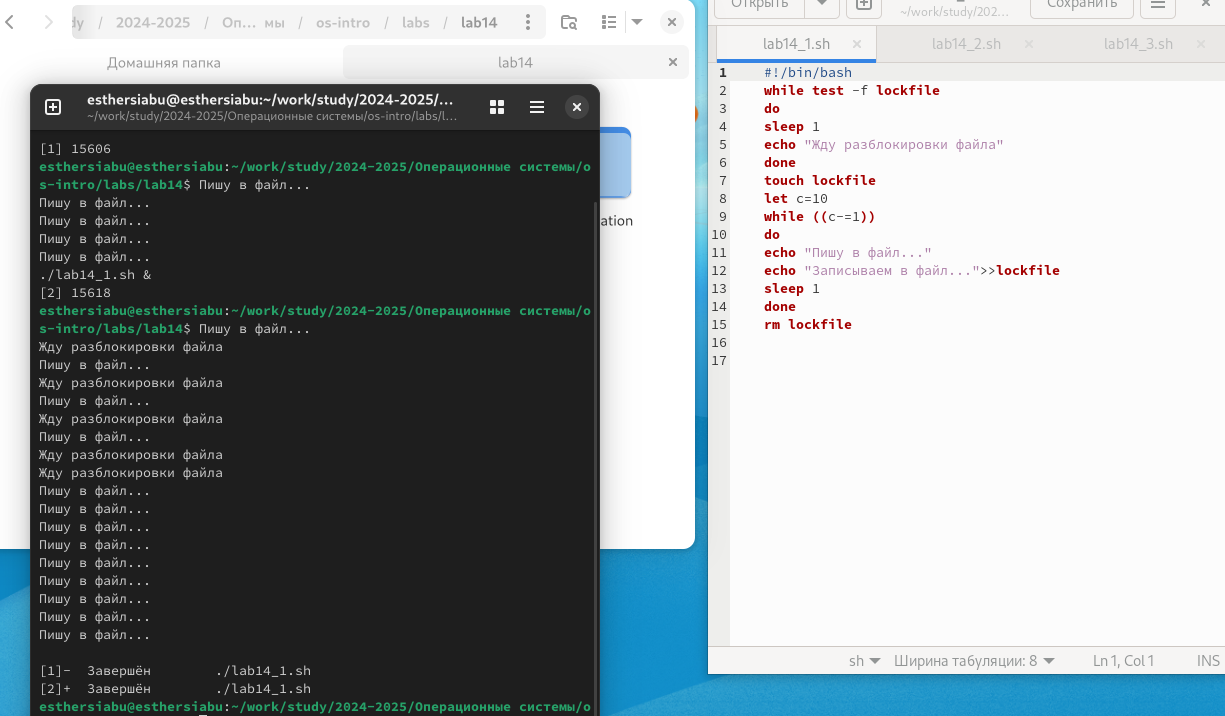 dy / 2024-2025 / Оп… мы / os-intro / labs / lab14
Домашняя папка
lab14
ation
esthersiabu@esthersiabu:~/work/study/2024-2025/…
~/work/study/2024-2025/Операционные системы/os-intro/labs/l…
[1] 15606
esthersiabu@esthersiabu:~/work/study/2024-2025/Операционные системы/o
s-intro/labs/lab14$ Пишу в файл...
Пишу в файл...
Пишу в файл...
Пишу в файл...
Пишу в файл...
./lab14_1.sh &
[2] 15618
esthersiabu@esthersiabu:~/work/study/2024-2025/Операционные системы/o
s-intro/labs/lab14$ Пишу в файл...
Жду разблокировки файла
Пишу в файл...
Жду разблокировки файла
Пишу в файл...
Жду разблокировки файла
Пишу в файл...
Жду разблокировки файла
Жду разблокировки файла
Пишу в файл...
Пишу в файл...
Пишу в файл...
Пишу в файл...
Пишу в файл...
Пишу в файл...
Пишу в файл...
Пишу в файл...
Пишу в файл...
[1]-  Завершён        ./lab14_1.sh
[2]+  Завершён        ./lab14_1.sh
esthersiabu@esthersiabu:~/work/study/2024-2025/Операционные системы/o
Открыть
~/work/study/202…
Сохранить
lab14_1.sh
lab14_2.sh
lab14_3.sh
1 #!/bin/bash
2 while test -f lockfile
3 do
4 sleep 1
5 echo "Жду разблокировки файла"
6 done
7 touch lockfile
8 let c=10
9 while ((c-=1))
10 do
11 echo "Пишу в файл..."
12 echo "Записываем в файл...">>lockfile
13 sleep 1
14 done
15 rm lockfile
16
17
sh Ширина табуляции: 8 Ln 1, Col 1 INS